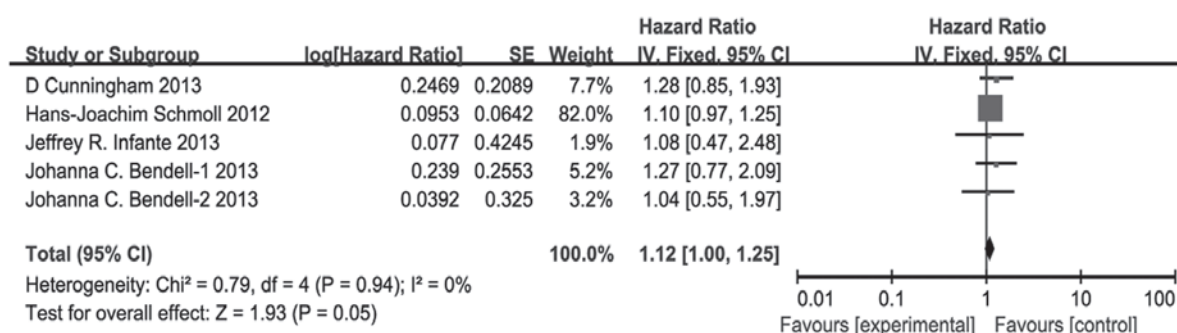 Hazard Ratio Hazard Ratio
Study or Subgroup log[Hazard Ratio] SE Weight IV. Fixed. 95% CI IV. Fixed. 95% CI
D Cunningham 2013 0.2469 0.2089 7.7% 1.28 [0.85, 1.93]
Hans-Joachim Schmoll 2012 0.0953 0.0642 82.0% 1.10 [0.97, 1.25]
Jeffrey R. Infante 2013 0.077 0.4245 1.9% 1.08 [0.47, 2.48]
Johanna C. Bendell-1 2013 0.239 0.2553 5.2% 1.27 [0.77, 2.09]
Johanna C. Bendell-2 2013 0.0392 0.325 3.2% 1.04 [0.55, 1.97]
Total (95% CI) 100.0% 1.12 [1.00, 1.25]
Heterogeneity: Chi² = 0.79, df = 4 (P = 0.94); I² = 0%
Test for overall effect: Z = 1.93 (P = 0.05)
0.01 0.1 1 10 100
Favours [experimental] Favours [control]